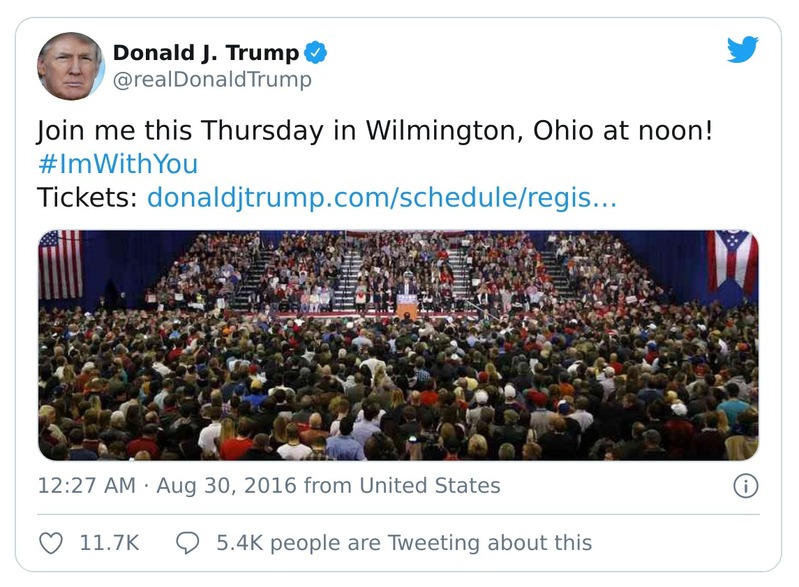 Donald J. Trump
@realDonaldTrump
Join me this Thursday in Wilmington, Ohio at noon!
#ImWithYou
Tickets: donaldjtrump.com/schedule/regis...
12:27 AM · Aug 30, 2016 from United States
11.7K 5.4K people are Tweeting about this